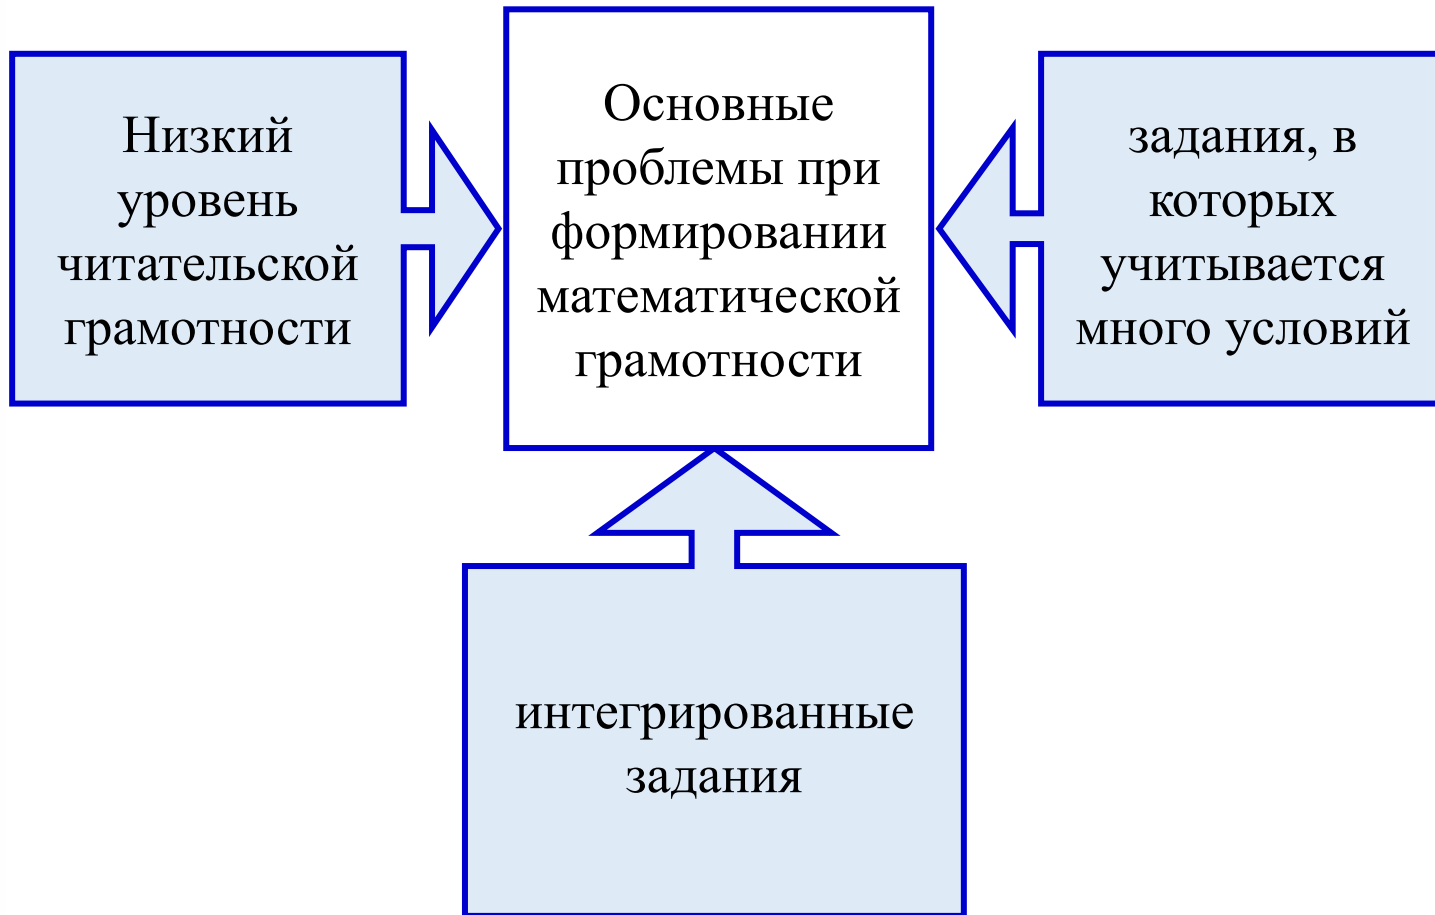 Низкий
уровень
читательской
грамотности
Основные
проблемы при
формировании
математической
грамотности
задания, в
которых
учитывается
много условий
интегрированные
задания